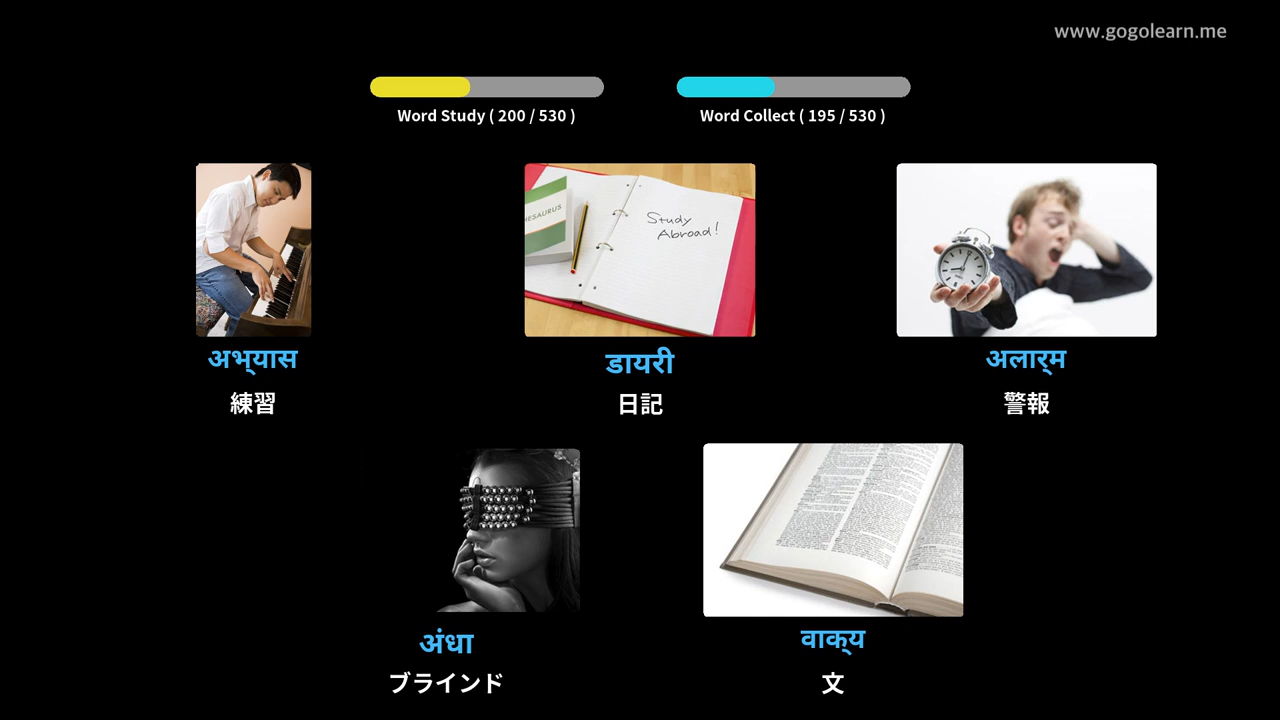 www.gogolearn.me
Word Study ( 200 / 530 )
Word Collect ( 195 / 530 )
HESAURUS
Study
Abroad!
अभ्‌यास
डायरी
अलार्‌म
練習
日記
警報
अंधा
वाक्‌य
ブラインド
文